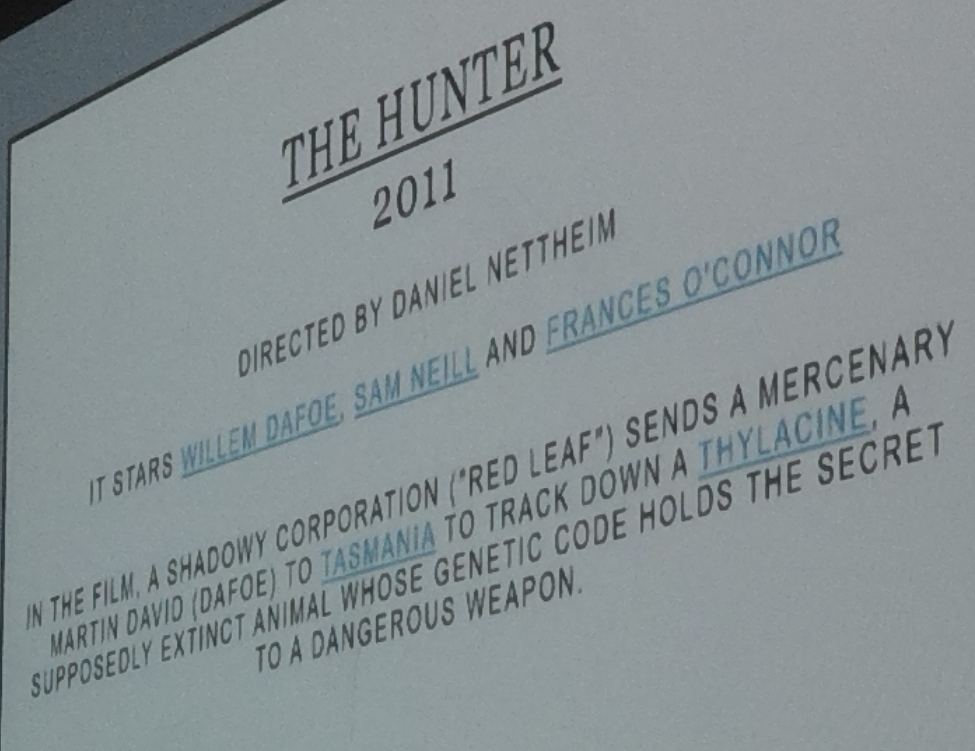 THE HUNTER
2011
DIRECTED BY DANIEL NETTHEIM
IT STARS WILLEM DAFOE, SAM NEILL AND FRANCES O'CONNOR
IN THE FILM, A SHADOWY CORPORATION ("RED LEAF") SENDS A MERCENARY
MARTIN DAVID (DAFOE) TO TASMANIA TO TRACK DOWN A THYLACINE, A
SUPPOSEDLY EXTINCT ANIMAL WHOSE GENETIC CODE HOLDS THE SECRET
TO A DANGEROUS WEAPON.